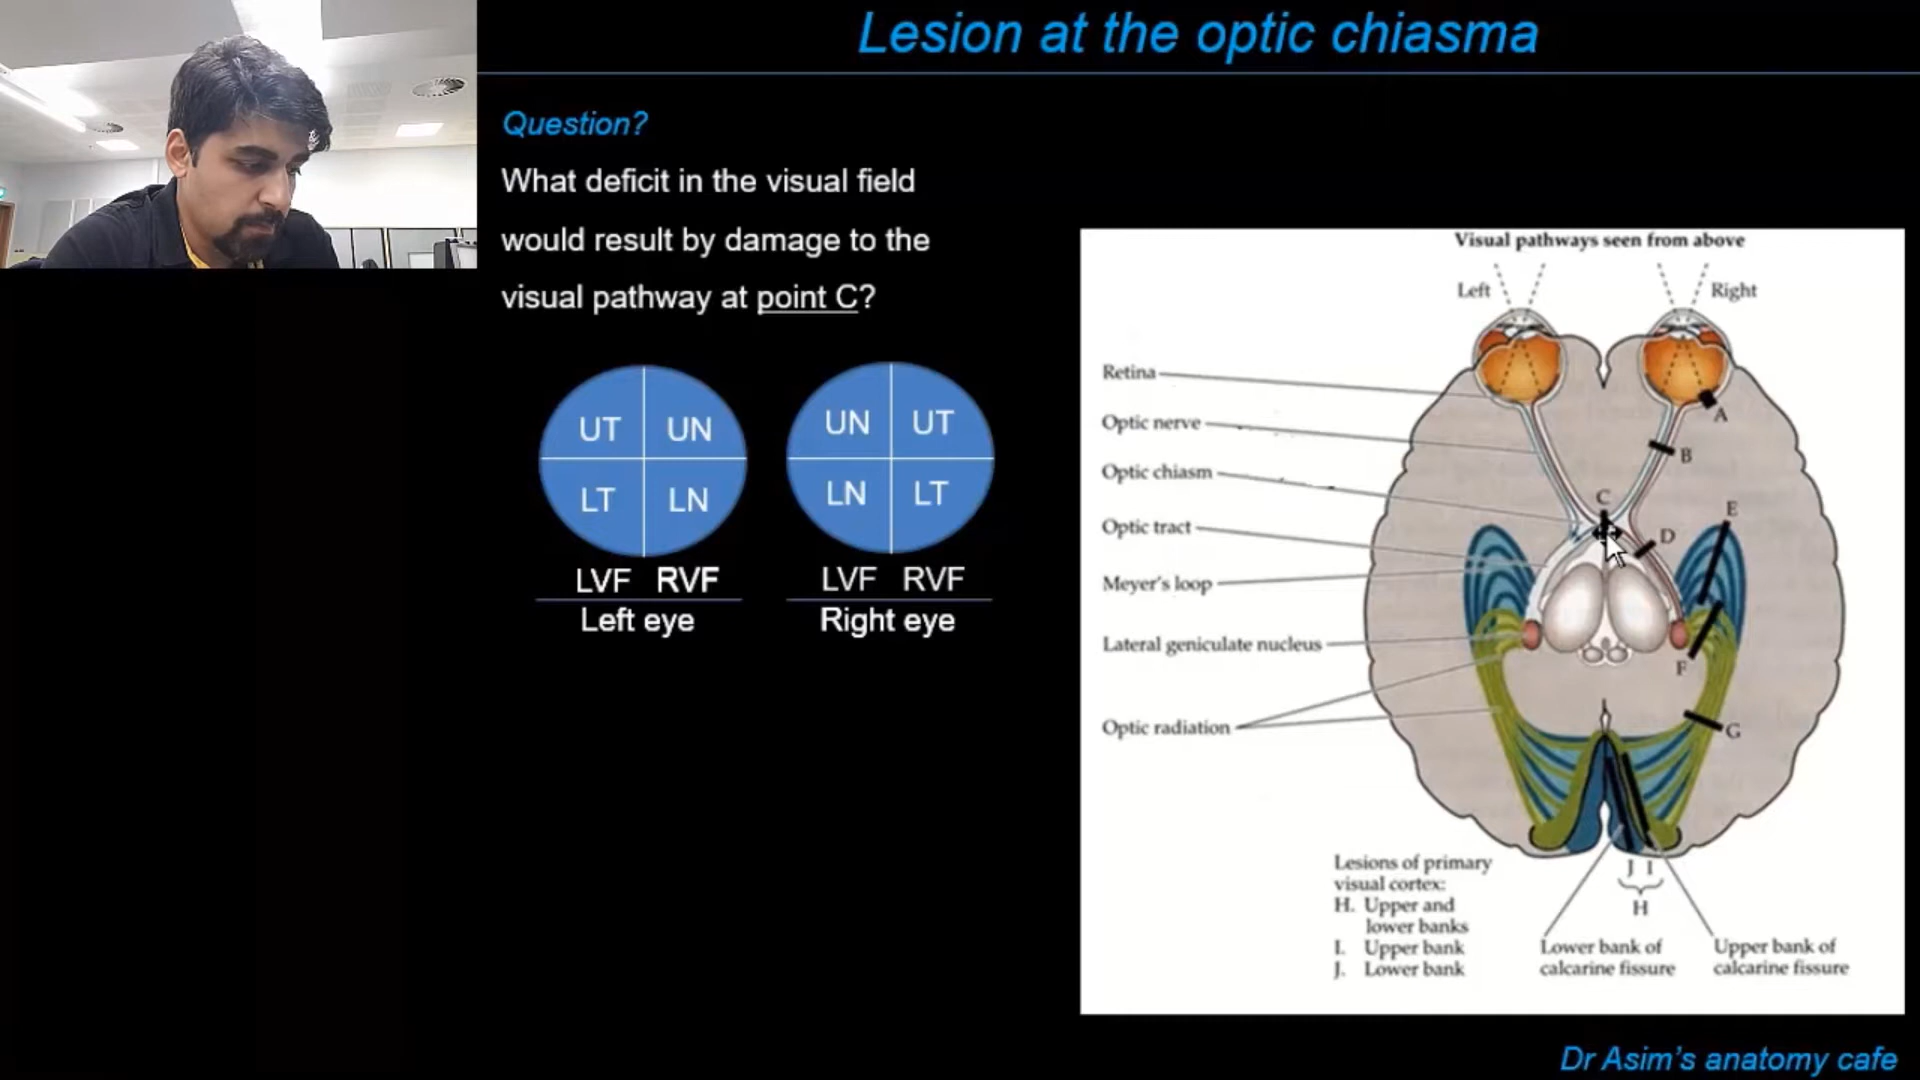 Lesion at the optic chiasma
Question?
What deficit in the visual field
would result by damage to the
visual pathway at point C?
UT UN
LT LN
LVF RVF
Left eye
UN UT
LN LT
LVF RVF
Right eye
Visual pathways seen from above
Left
Right
Retina
Optic nerve
Optic chiasm
Optic tract
Meyer's loop
Lateral geniculate nucleus
Optic radiation
A
B
C
D
E
F
G
Lesions of primary
visual cortex:
H. Upper and
lower banks
I. Upper bank
J. Lower bank
J I
H
Lower bank of
calcarine fissure
Upper bank of
calcarine fissure
Dr Asim's anatomy cafe